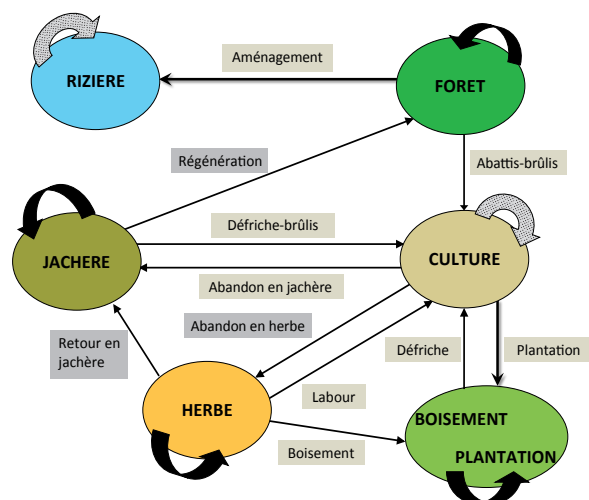 Aménagement
RIZIERE
FORET
Régénération
Abattis-brûlis
Défriche-brûlis
JACHERE
CULTURE
Abandon en jachère
Abandon en herbe
Retour en
jachère
Défriche
Plantation
Labour
HERBE
BOISEMENT
Boisement
PLANTATION